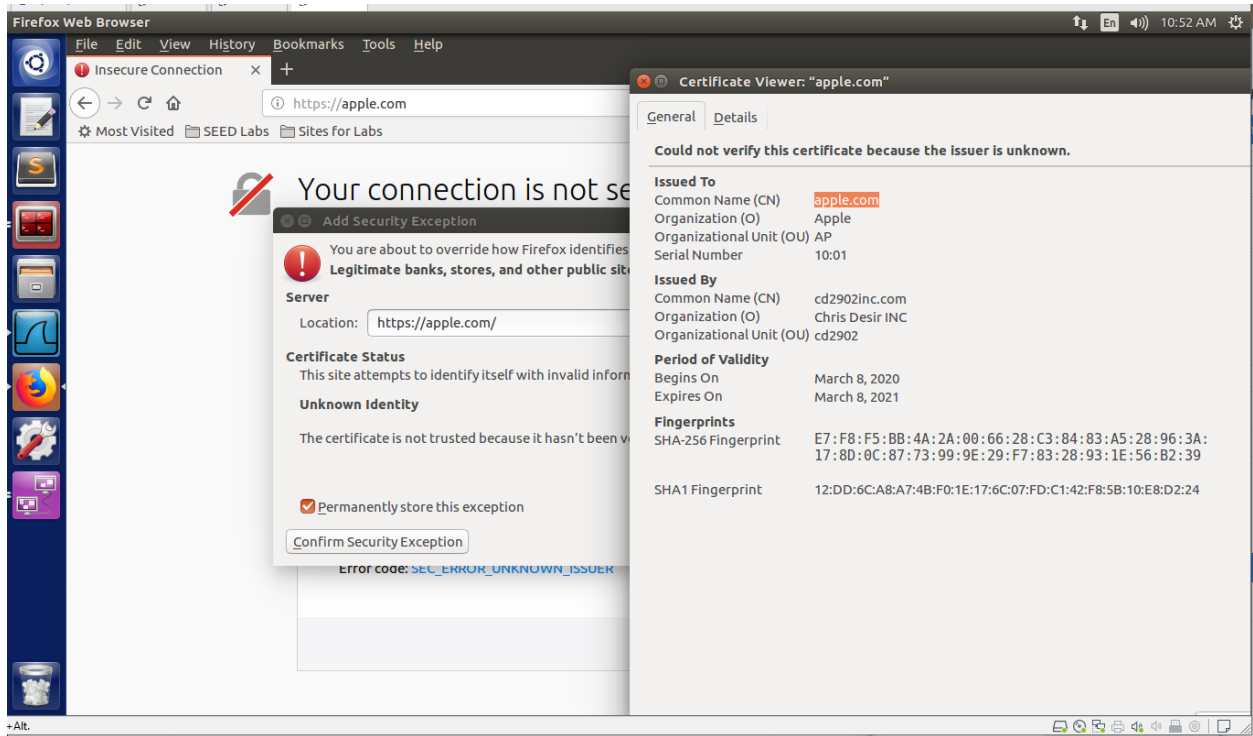 Firefox Web Browser
En 10:52 AM
File Edit View History Bookmarks Tools Help
Insecure Connection
https://apple.com
Most Visited SEED Labs Sites for Labs
Your connection is not se
Add Security Exception
You are about to override how Firefox identifies
Legitimate banks, stores, and other public site
Server
Location: https://apple.com/
Certificate Status
This site attempts to identify itself with invalid inform
Unknown Identity
The certificate is not trusted because it hasn't been v
Permanently store this exception
Confirm Security Exception
Error code: SEC_ERROR_UNKNOWN_ISSUER
Certificate Viewer: "apple.com"
General Details
Could not verify this certificate because the issuer is unknown.
Issued To
Common Name (CN) apple.com
Organization (O) Apple
Organizational Unit (OU) AP
Serial Number 10:01
Issued By
Common Name (CN) cd2902inc.com
Organization (O) Chris Desir INC
Organizational Unit (OU) cd2902
Period of Validity
Begins On March 8, 2020
Expires On March 8, 2021
Fingerprints
SHA-256 Fingerprint E7:F8:F5:BB:4A:2A:00:66:28:C3:84:83:A5:28:96:3A:
17:8D:0C:87:73:99:9E:29:F7:83:28:93:1E:56:B2:39
SHA1 Fingerprint 12:DD:6C:A8:A7:4B:F0:1E:17:6C:07:FD:C1:42:F8:5B:10:E8:D2:24
+Alt.